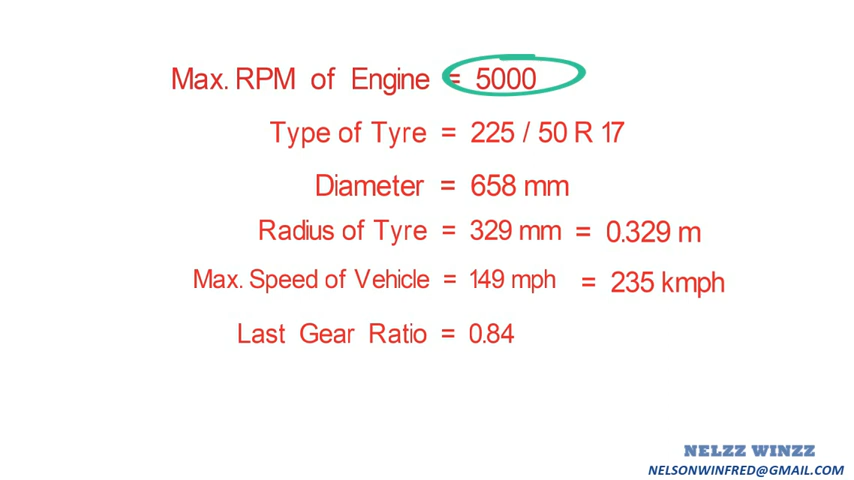 Max. RPM of Engine = 5000
Type of Tyre = 225 / 50 R 17
Diameter = 658 mm
Radius of Tyre = 329 mm = 0.329 m
Max. Speed of Vehicle = 149 mph = 235 kmph
Last Gear Ratio = 0.84
NELZZ WINZZ
NELSONWINFRED@GMAIL.COM